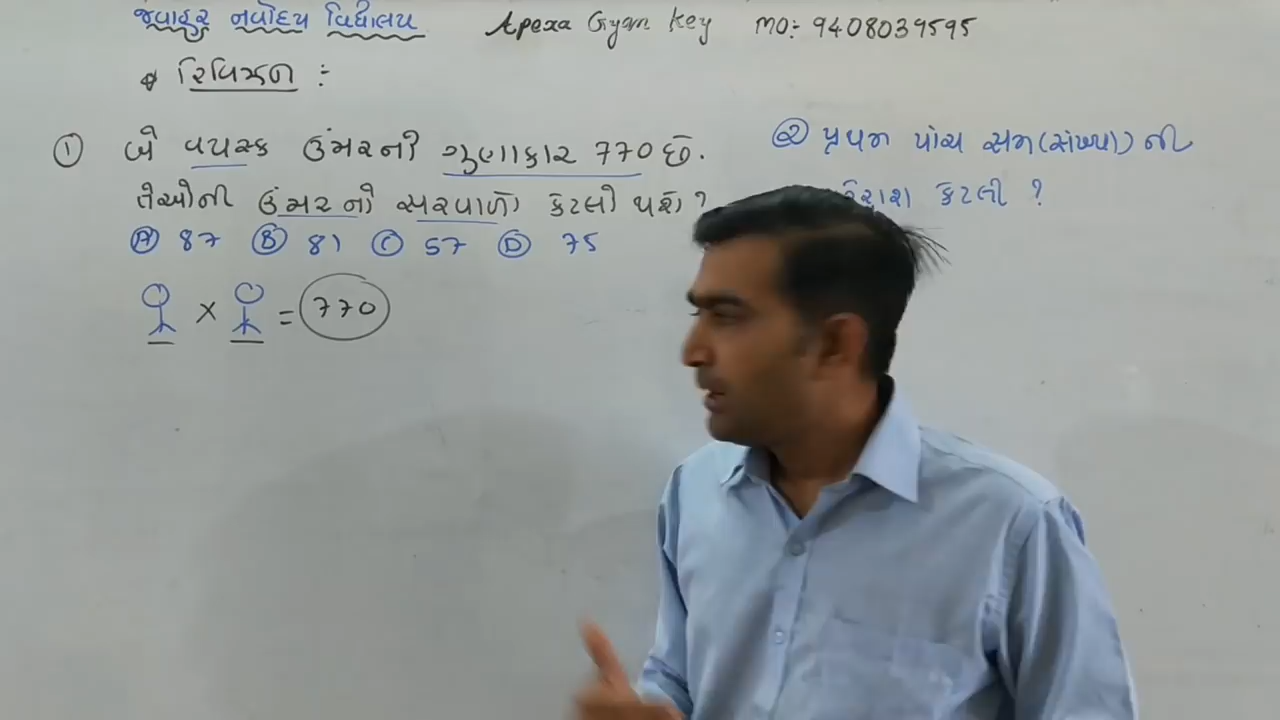 જવાહર નવોદય વિદ્યાલય Apexa Gyan Key MO:- 9408039595
રિવિઝન :-
① બે વયસ્ક ઉંમરની ગુણાકાર 770 છે.
તેઓની ઉંમરનો સરવાળો કેટલો થશે?
Ⓐ 87 Ⓑ 81 Ⓒ 57 Ⓓ 75
× = 770
② પ્રથમ પાંચ સમ(સંખ્યા) ની
કેટલી ?